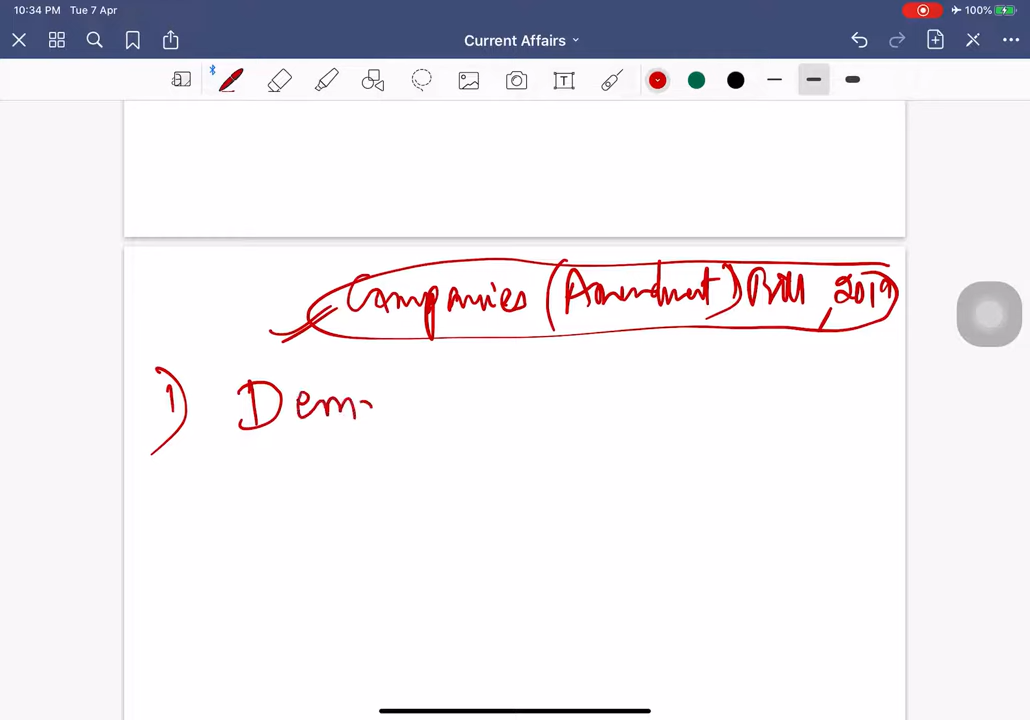 10:34 PM Tue 7 Apr 100%
Current Affairs
T
Companies (Amendment) Bill, 2019
1) Dem